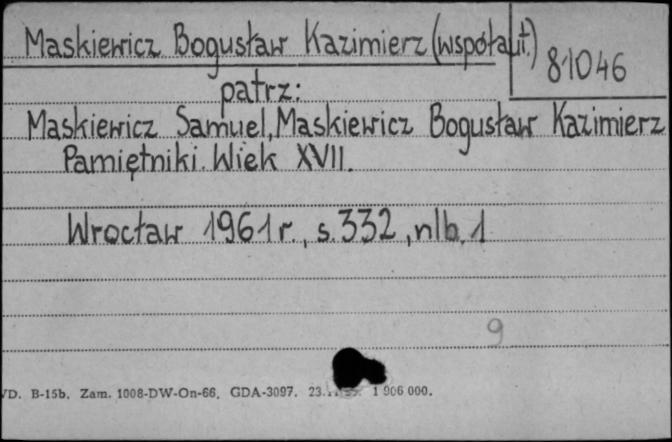 Maskiewicz Bogusław Kazimierz (współaut.)
81046
patrz:
Maskiewicz Samuel, Maskiewicz Bogusław Kazimierz
Pamiętniki. Wiek XVII.
Wrocław 1961 r., s. 332, nlb. 1
9
VD. B-15b. Zam. 1008-DW-On-66. GDA-3097. 1 906 000.